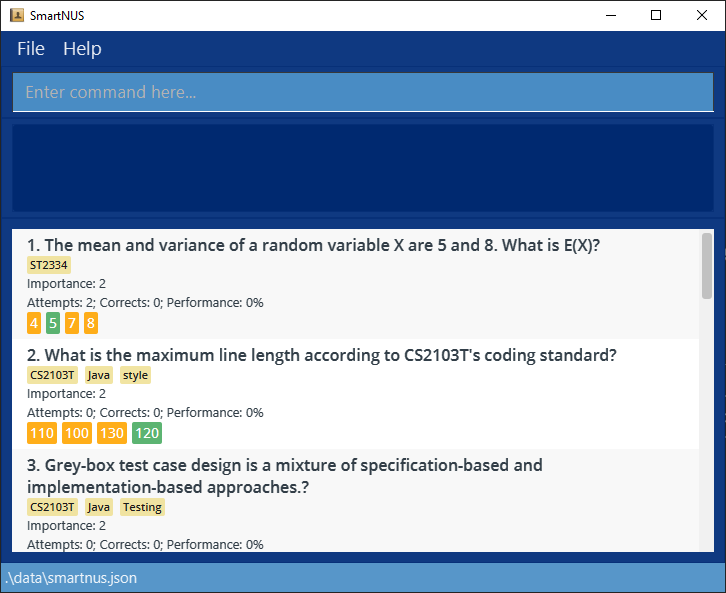 SmartNUS
File Help
Enter command here...
1. The mean and variance of a random variable X are 5 and 8. What is E(X)?
ST2334
Importance: 2
Attempts: 2; Corrects: 0; Performance: 0%
4 5 7 8
2. What is the maximum line length according to CS2103T's coding standard?
CS2103T Java style
Importance: 2
Attempts: 0; Corrects: 0; Performance: 0%
110 100 130 120
3. Grey-box test case design is a mixture of specification-based and
implementation-based approaches.?
CS2103T Java Testing
Importance: 2
Attempts: 0; Corrects: 0; Performance: 0%
.\data\smartnus.json